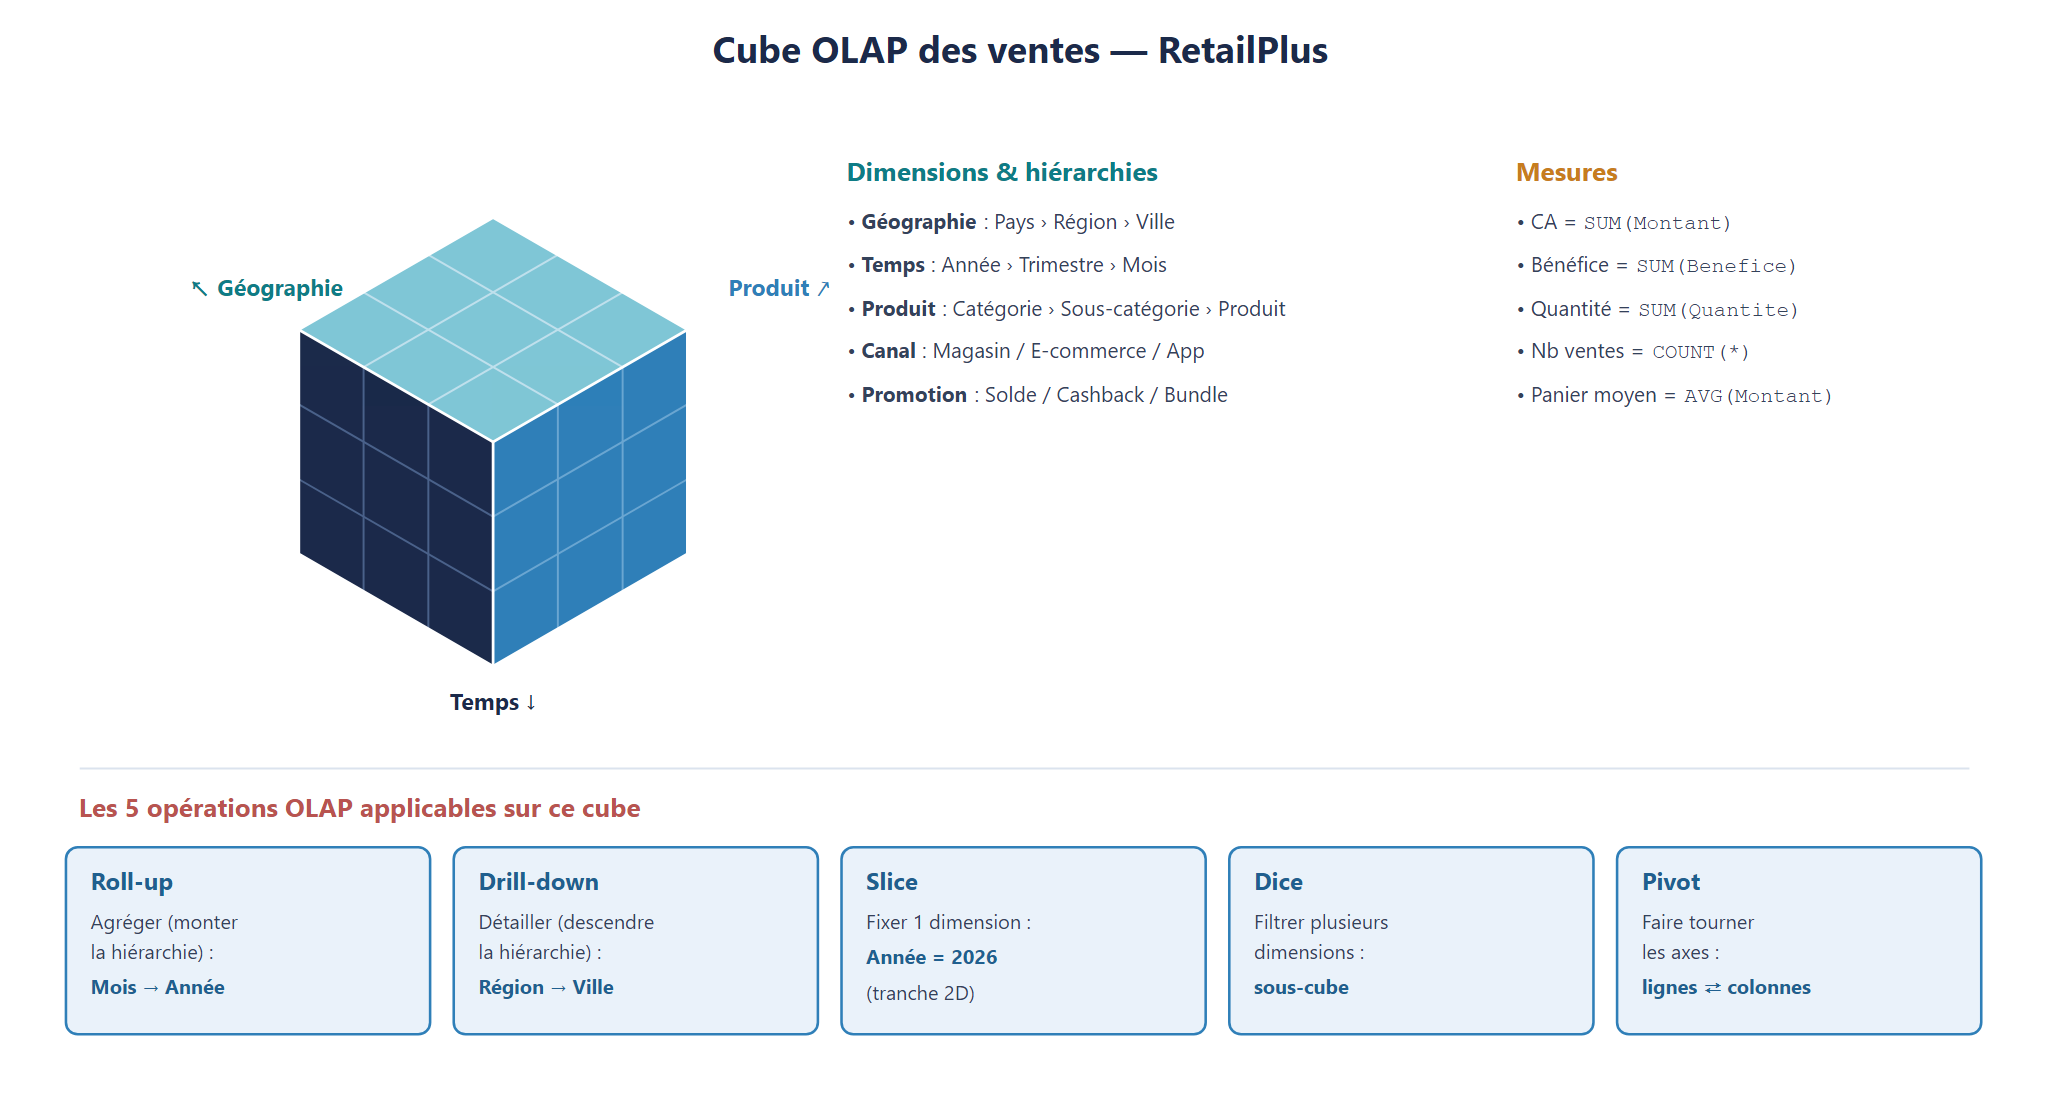 Cube OLAP des ventes — RetailPlus
↖ Géographie
Produit ↗
Temps ↓
Dimensions & hiérarchies
• Géographie : Pays › Région › Ville
• Temps : Année › Trimestre › Mois
• Produit : Catégorie › Sous-catégorie › Produit
• Canal : Magasin / E-commerce / App
• Promotion : Solde / Cashback / Bundle
Mesures
• CA = SUM(Montant)
• Bénéfice = SUM(Benefice)
• Quantité = SUM(Quantite)
• Nb ventes = COUNT(*)
• Panier moyen = AVG(Montant)
Les 5 opérations OLAP applicables sur ce cube
Roll-up
Agréger (monter
la hiérarchie) :
Mois → Année
Drill-down
Détailler (descendre
la hiérarchie) :
Région → Ville
Slice
Fixer 1 dimension :
Année = 2026
(tranche 2D)
Dice
Filtrer plusieurs
dimensions :
sous-cube
Pivot
Faire tourner
les axes :
lignes ⇄ colonnes